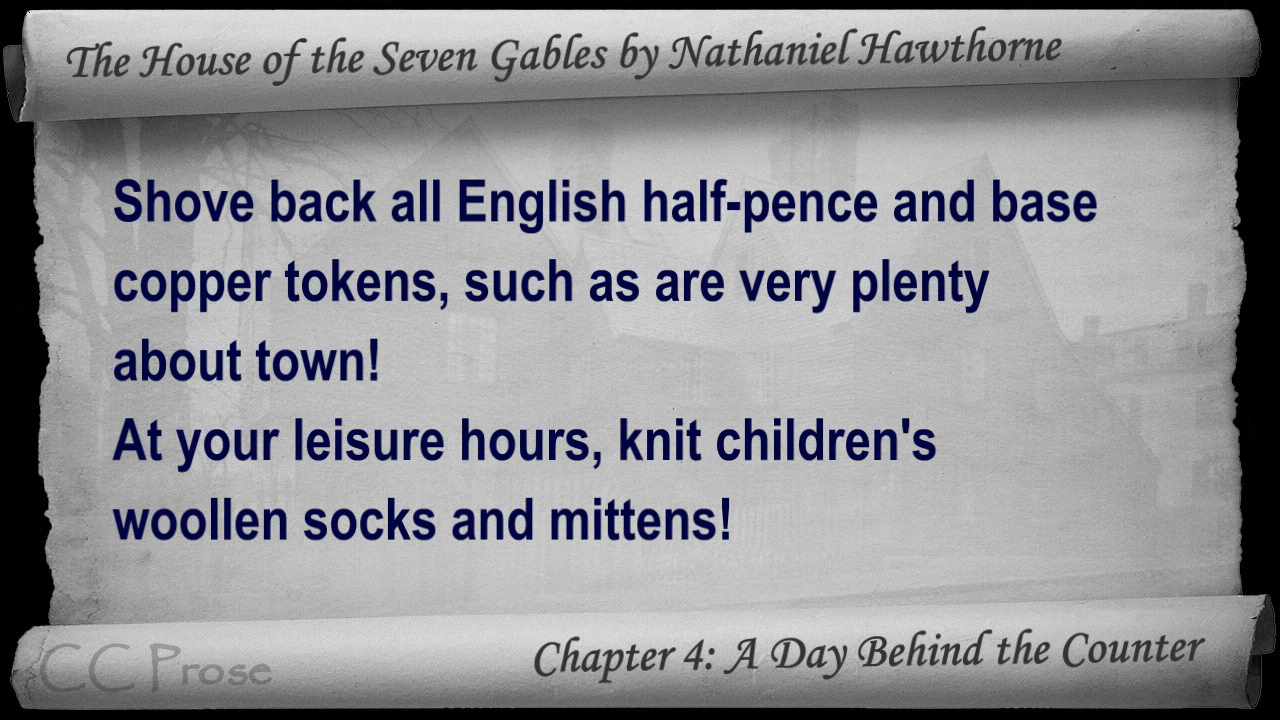 The House of the Seven Gables by Nathaniel Hawthorne
Shove back all English half-pence and base
copper tokens, such as are very plenty
about town!
At your leisure hours, knit children's
woollen socks and mittens!
CC Prose
Chapter 4: A Day Behind the Counter